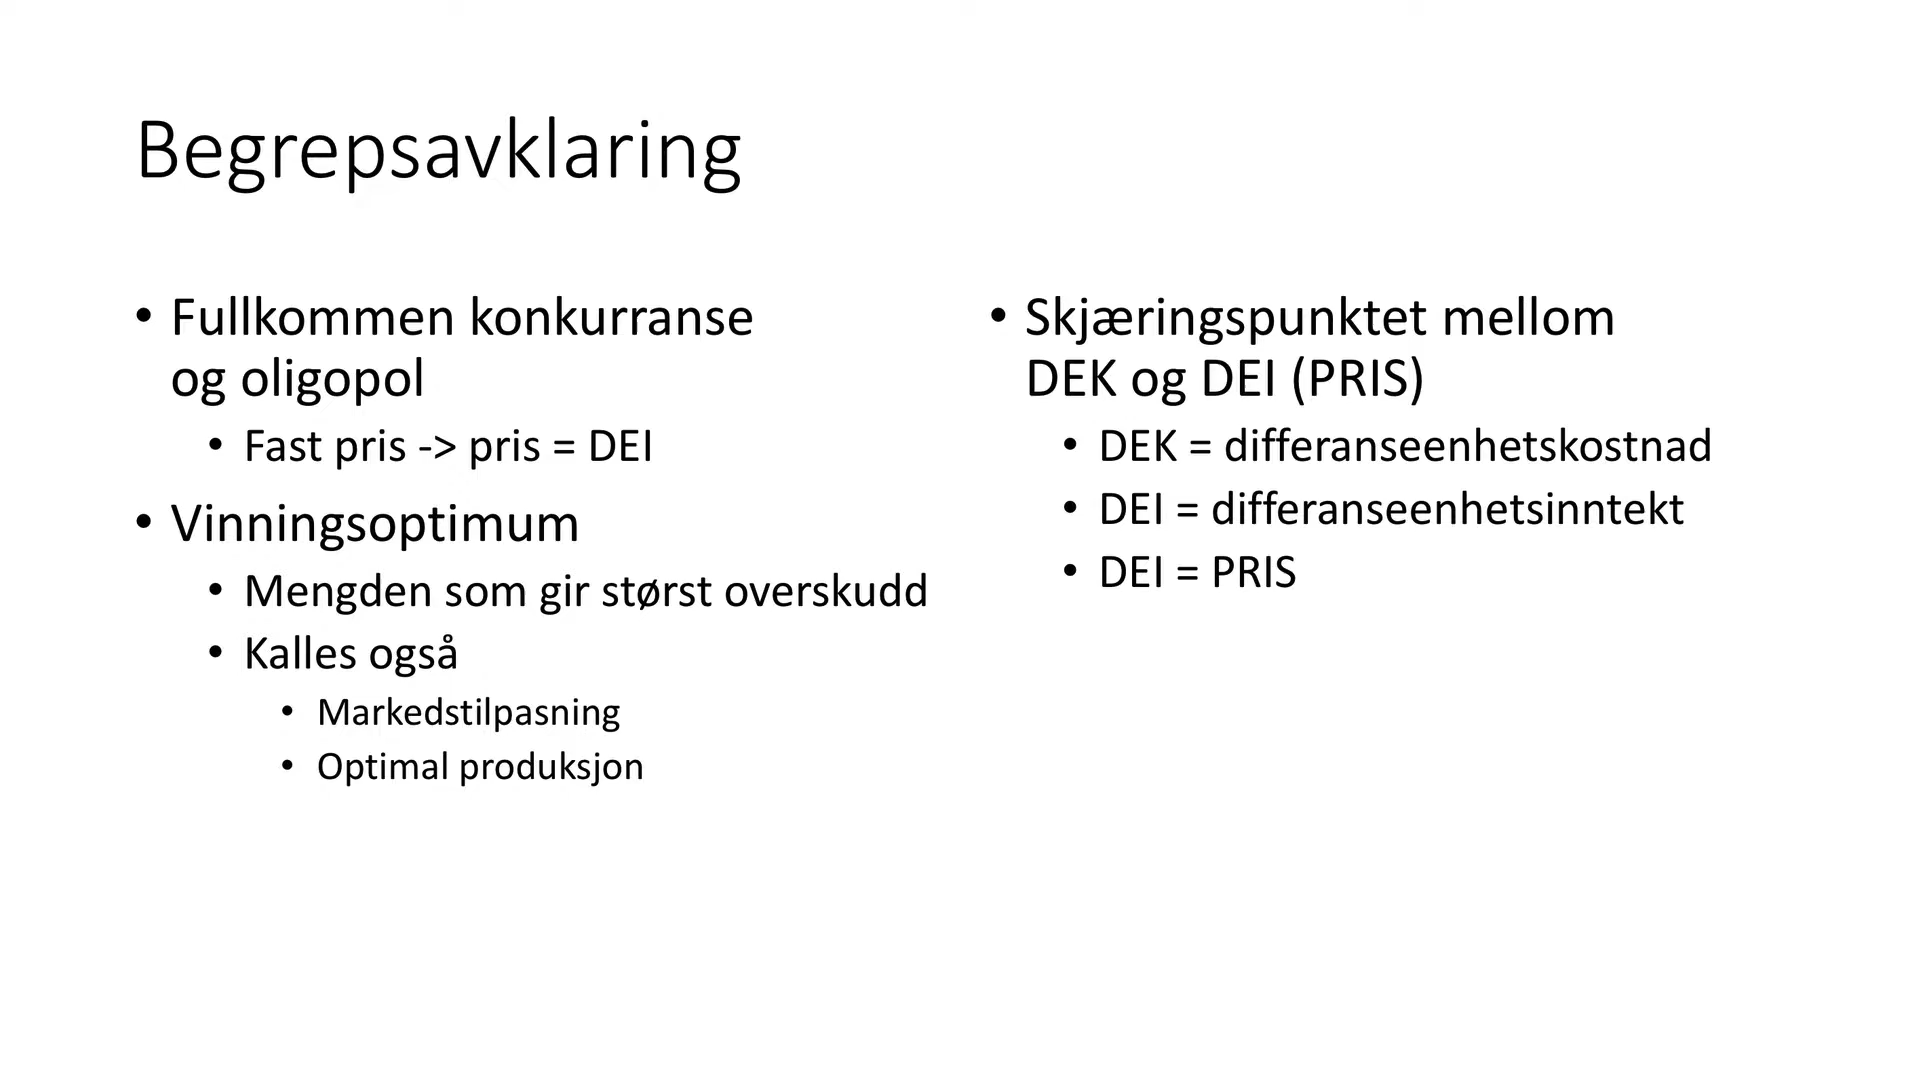 Begrepsavklaring
• Fullkommen konkurranse
og oligopol
• Fast pris -> pris = DEI
• Vinningsoptimum
• Mengden som gir størst overskudd
• Kalles også
• Markedstilpasning
• Optimal produksjon
• Skjæringspunktet mellom
DEK og DEI (PRIS)
• DEK = differanseenhetskostnad
• DEI = differanseenhetsinntekt
• DEI = PRIS